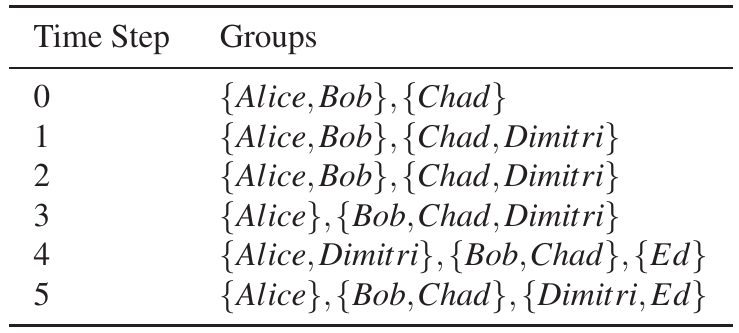 Time Step Groups
0 {Alice,Bob},{Chad}
1 {Alice,Bob},{Chad,Dimitri}
2 {Alice,Bob},{Chad,Dimitri}
3 {Alice},{Bob,Chad,Dimitri}
4 {Alice,Dimitri},{Bob,Chad},{Ed}
5 {Alice},{Bob,Chad},{Dimitri,Ed}